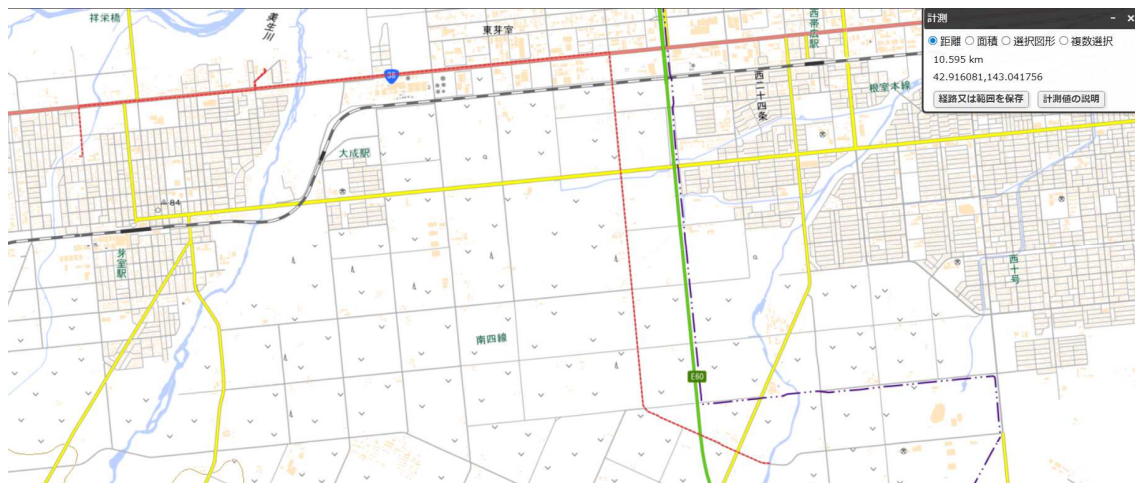 祥栄橋
美生川
東芽室
西帯広駅
計測
距離 面積 選択図形 複数選択
10.595 km
42.916081,143.041756
経路又は範囲を保存 計測値の説明
38
西二十四条
根室本線
大成駅
84
芽室駅
西十号
南四線
E60